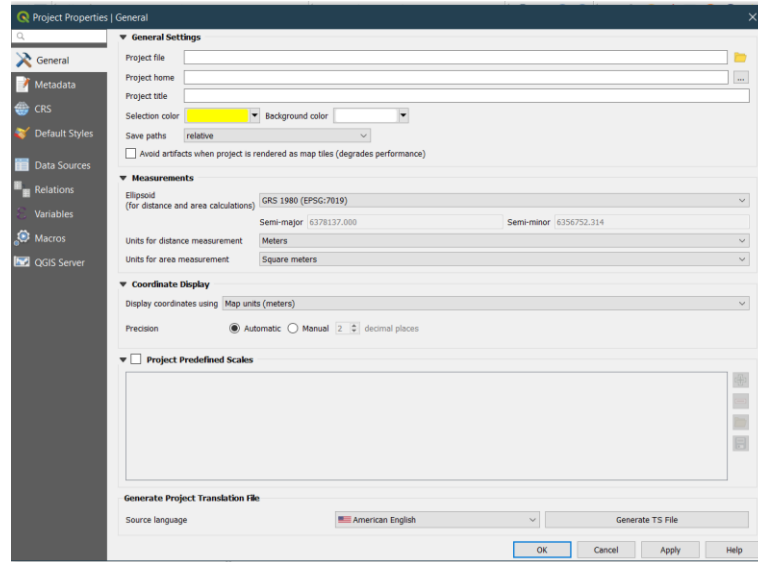 Project Properties | General
General
Metadata
CRS
Default Styles
Data Sources
Relations
Variables
Macros
QGIS Server
General Settings
Project file
Project home
...
Project title
Selection color
Background color
Save paths relative
Avoid artifacts when project is rendered as map tiles (degrades performance)
Measurements
Ellipsoid
(for distance and area calculations) GRS 1980 (EPSG:7019)
Semi-major 6378137.000 Semi-minor 6356752.314
Units for distance measurement Meters
Units for area measurement Square meters
Coordinate Display
Display coordinates using Map units (meters)
Precision Automatic Manual 2 decimal places
Project Predefined Scales
Generate Project Translation File
Source language American English Generate TS File
OK Cancel Apply Help